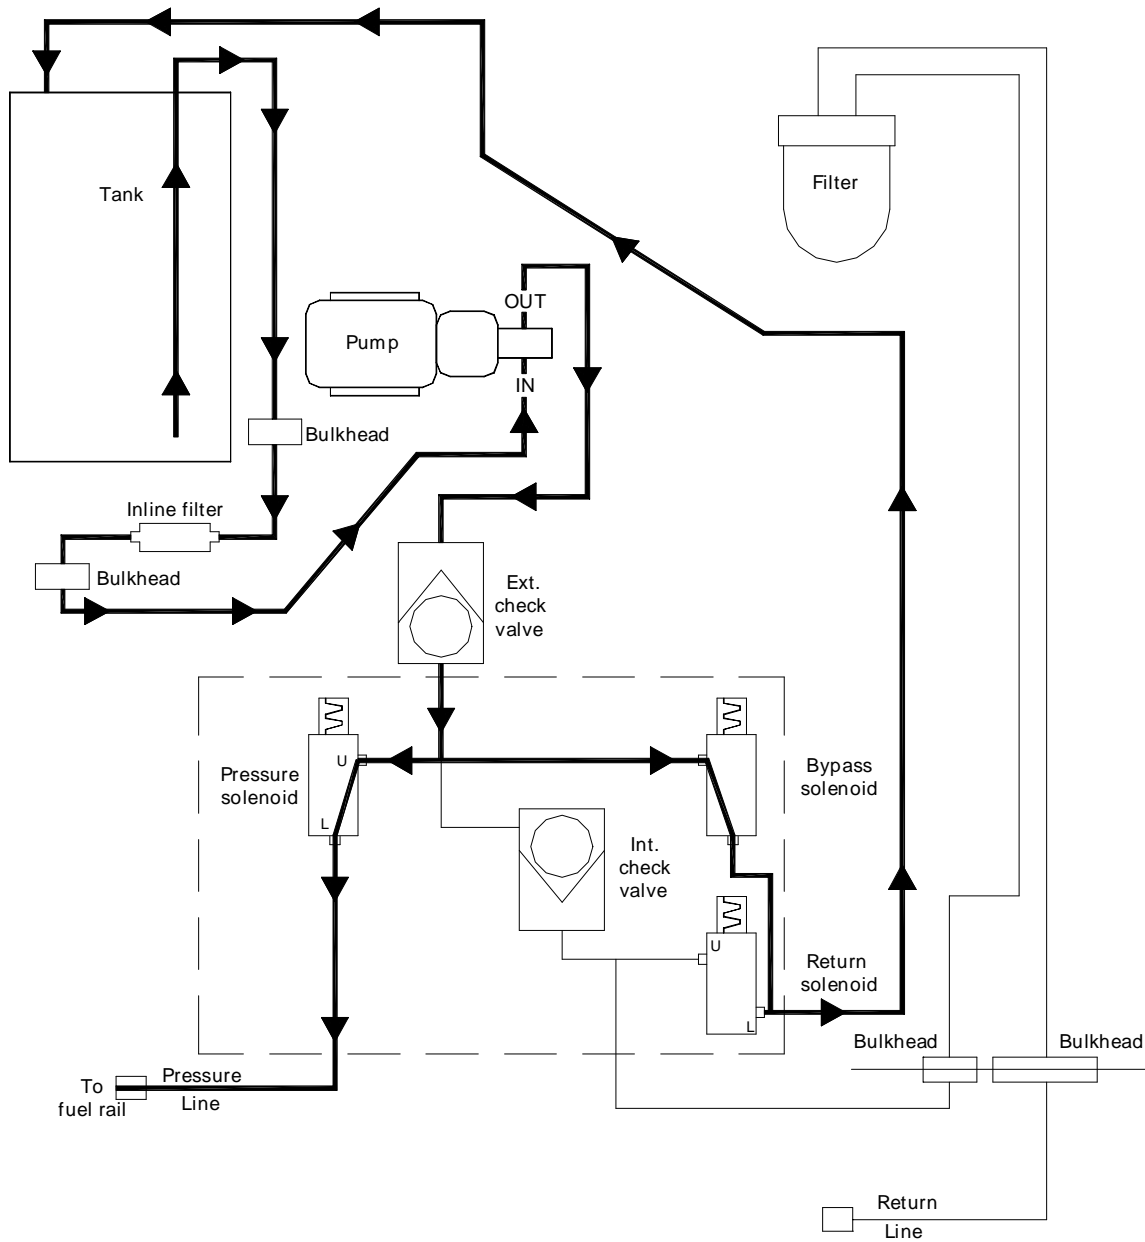 Tank
Filter
OUT
Pump
IN
Bulkhead
Inline filter
Bulkhead
Ext.
check
valve
Pressure
solenoid
U
L
Bypass
solenoid
Int.
check
valve
U
L
Return
solenoid
Bulkhead
Bulkhead
To
fuel rail
Pressure
Line
Return
Line